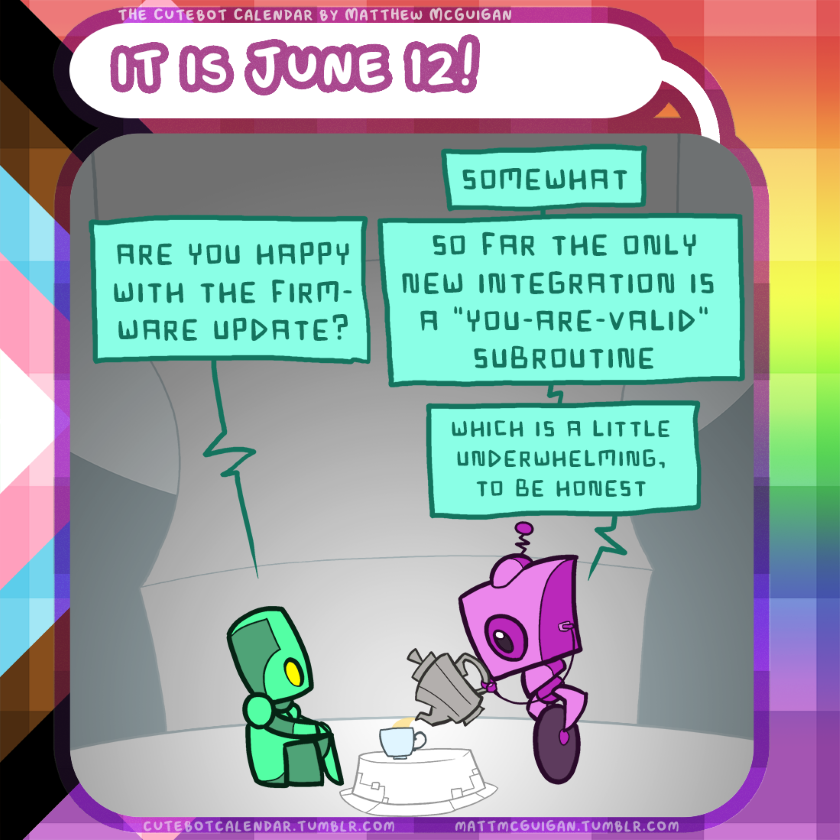 THE CUTEBOT CALENDAR BY MATTHEW MCGUIGAN
IT IS JUNE 12!
ARE YOU HAPPY
WITH THE FIRM-
WARE UPDATE?
SOMEWHAT
SO FAR THE ONLY
NEW INTEGRATION IS
A "YOU-ARE-VALID"
SUBROUTINE
WHICH IS A LITTLE
UNDERWHELMING,
TO BE HONEST
CUTEBOTCALENDAR.TUMBLR.COM
MATTMCGUIGAN.TUMBLR.COM